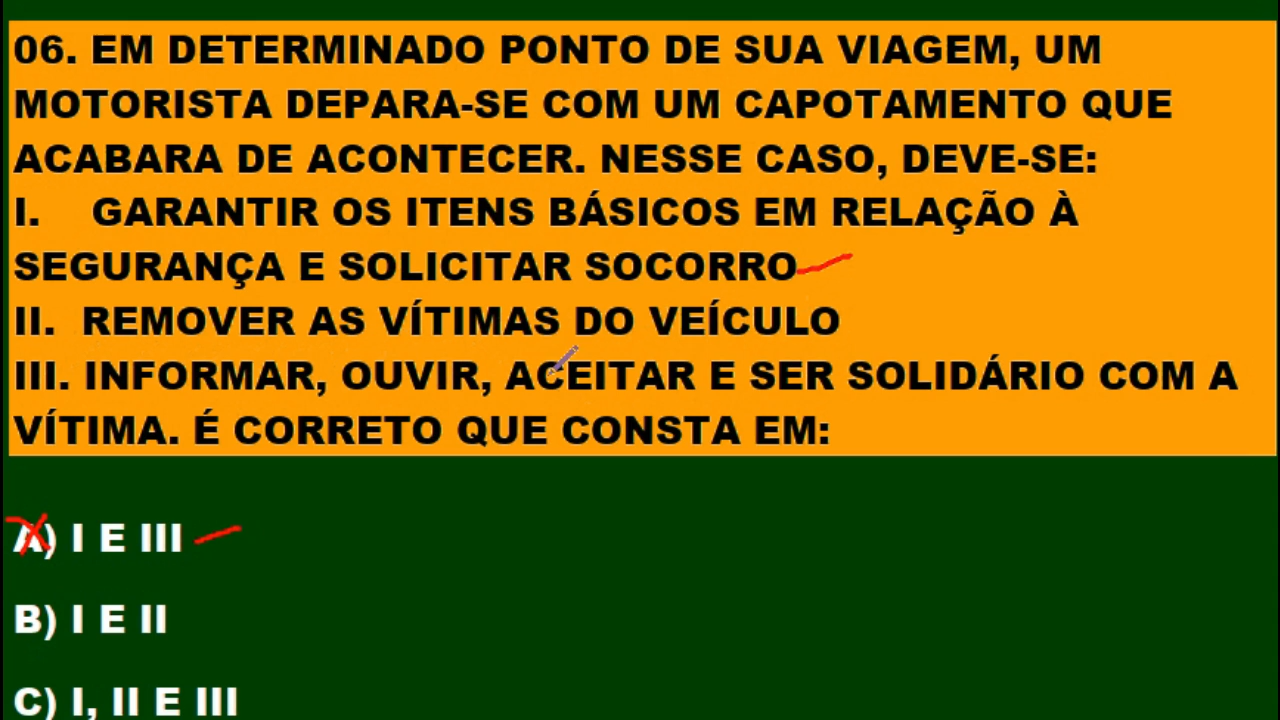 06. EM DETERMINADO PONTO DE SUA VIAGEM, UM
MOTORISTA DEPARA-SE COM UM CAPOTAMENTO QUE
ACABARA DE ACONTECER. NESSE CASO, DEVE-SE:
I. GARANTIR OS ITENS BÁSICOS EM RELAÇÃO À
SEGURANÇA E SOLICITAR SOCORRO
II. REMOVER AS VÍTIMAS DO VEÍCULO
III. INFORMAR, OUVIR, ACEITAR E SER SOLIDÁRIO COM A
VÍTIMA. É CORRETO QUE CONSTA EM:
A) I E III
B) I E II
C) I, II E III